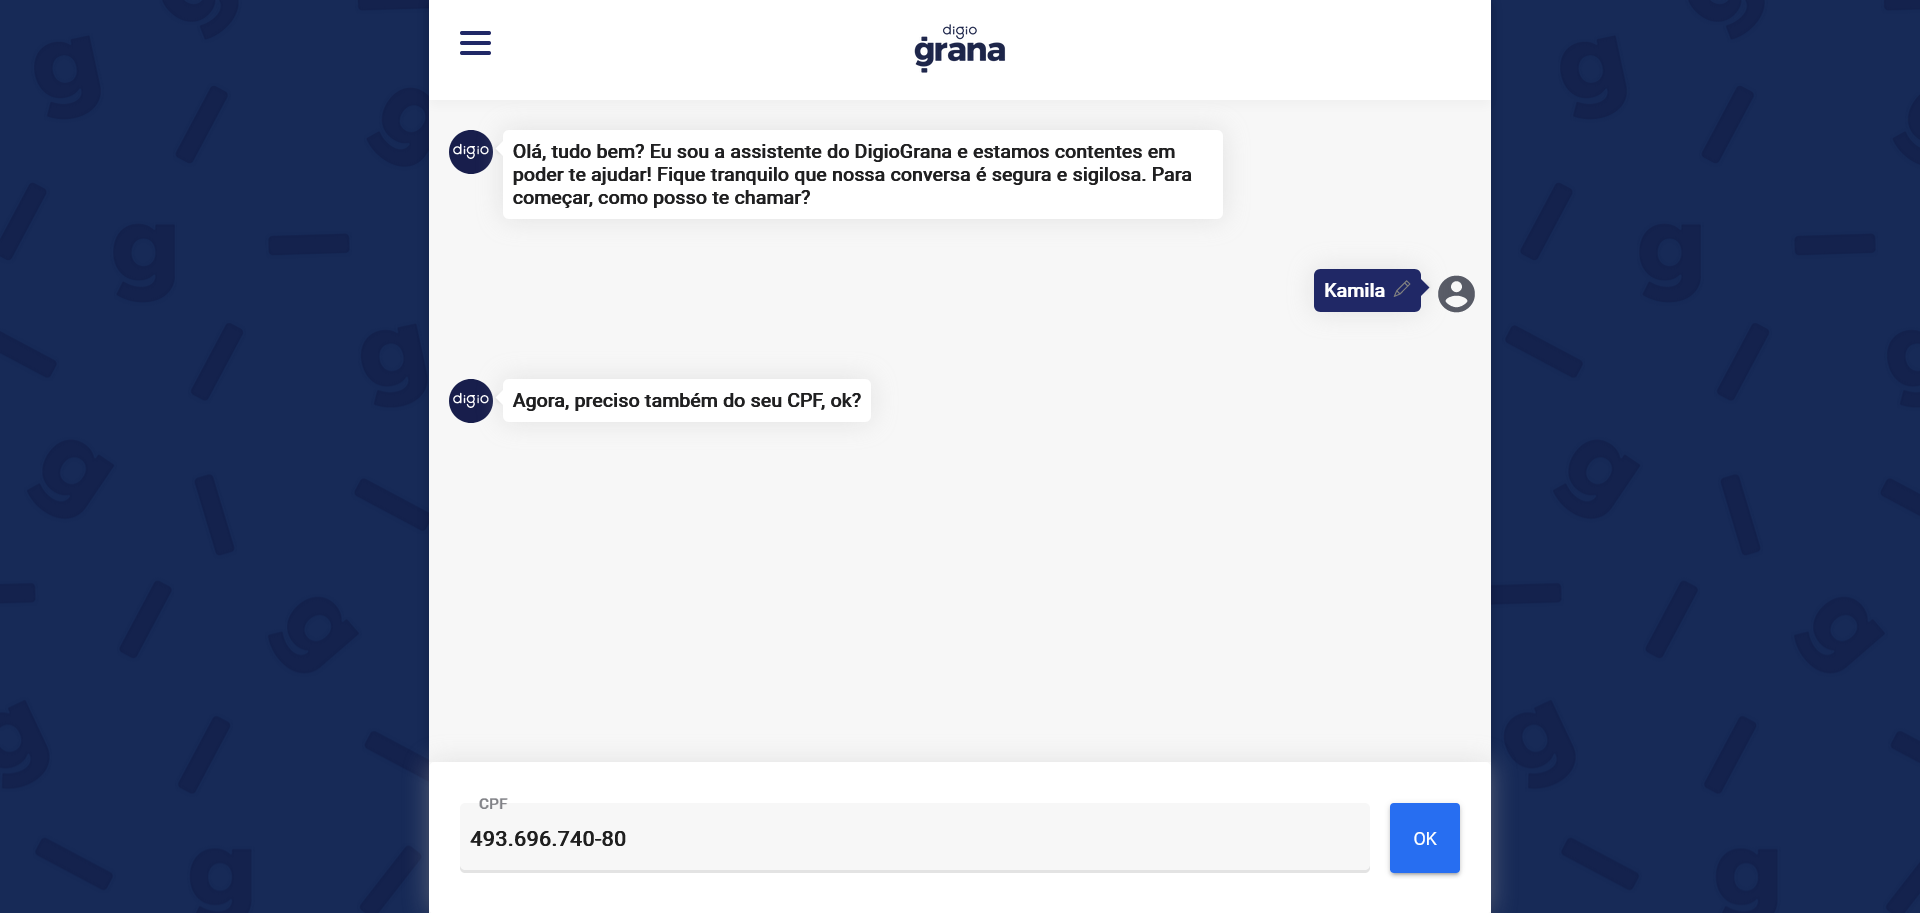 digio
grana
digio
Olá, tudo bem? Eu sou a assistente do DigioGrana e estamos contentes em
poder te ajudar! Fique tranquilo que nossa conversa é segura e sigilosa. Para
começar, como posso te chamar?
Kamila
digio
Agora, preciso também do seu CPF, ok?
CPF
493.696.740-80
OK